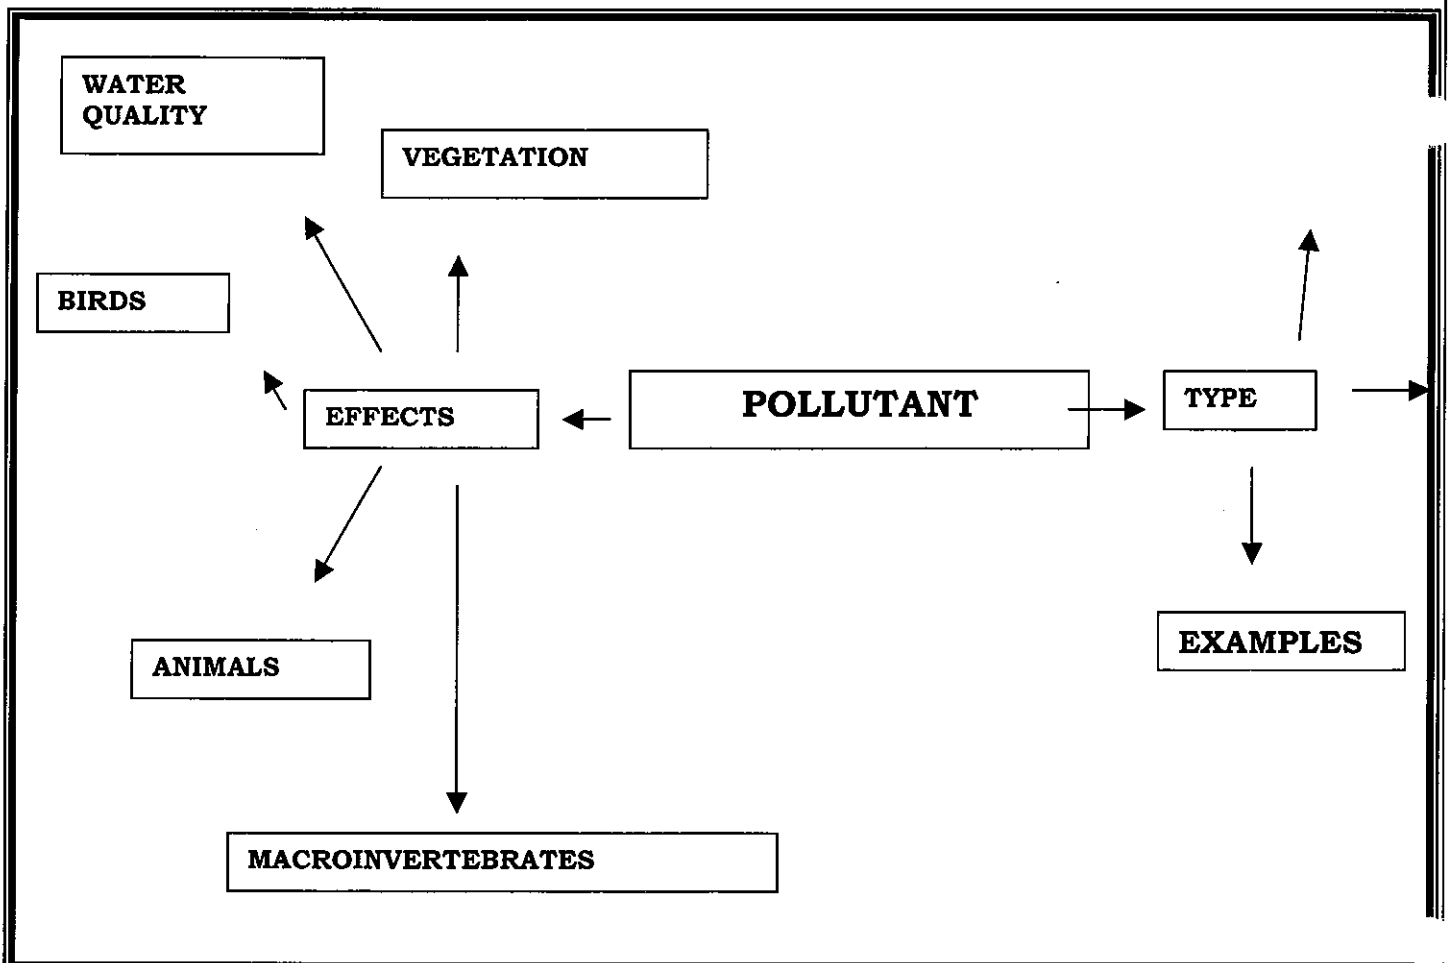 WATER
QUALITY
VEGETATION
BIRDS
EFFECTS
POLLUTANT
TYPE
ANIMALS
EXAMPLES
MACROINVERTEBRATES